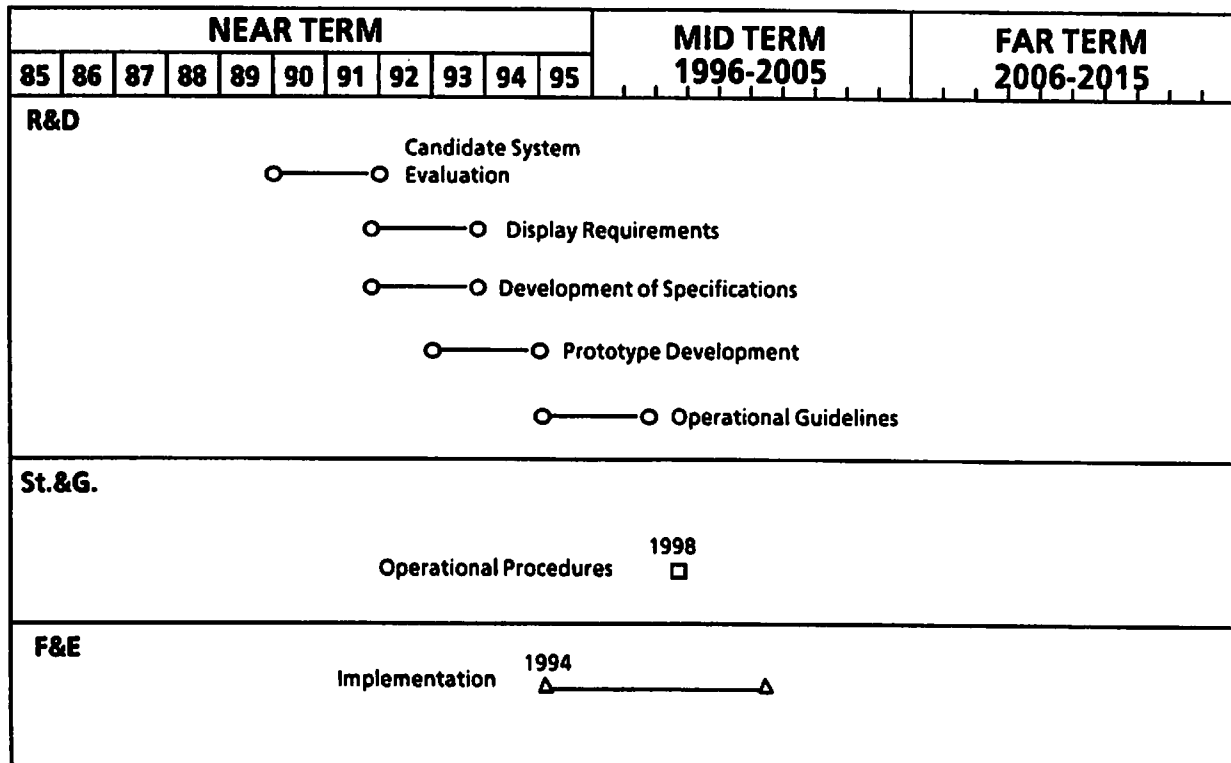 NEAR TERM
MID TERM
1996-2005
FAR TERM
2006-2015
85 86 87 88 89 90 91 92 93 94 95
R&D
Candidate System
Evaluation
Display Requirements
Development of Specifications
Prototype Development
Operational Guidelines
St.&G.
1998
Operational Procedures
F&E
1994
Implementation